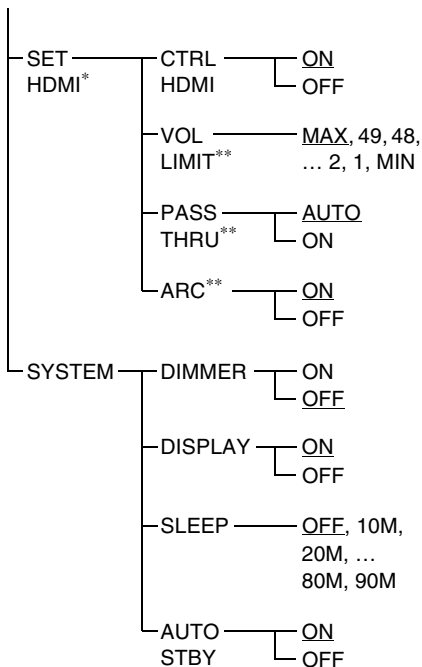 SET CTRL ON
HDMI* HDMI OFF
VOL MAX, 49, 48,
LIMIT** … 2, 1, MIN
PASS AUTO
THRU** ON
ARC** ON
OFF
SYSTEM DIMMER ON
OFF
DISPLAY ON
OFF
SLEEP OFF, 10M,
20M, …
80M, 90M
AUTO ON
STBY OFF